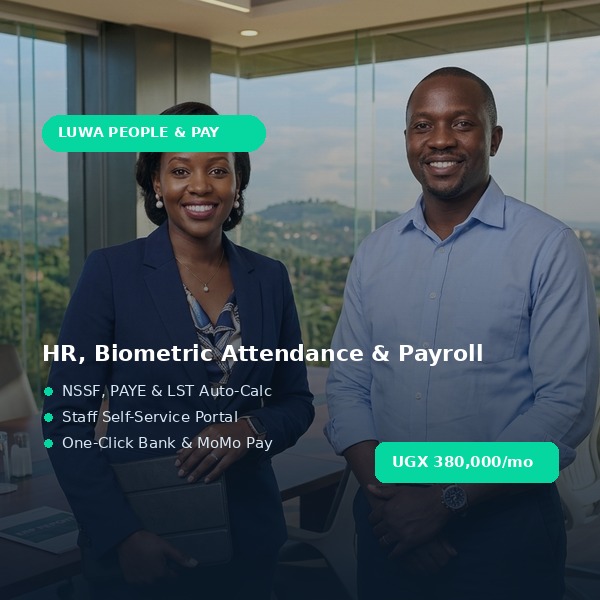 LUWA PEOPLE & PAY
HR, Biometric Attendance & Payroll
NSSF, PAYE & LST Auto-Calc
Staff Self-Service Portal
One-Click Bank & MoMo Pay
UGX 380,000/mo